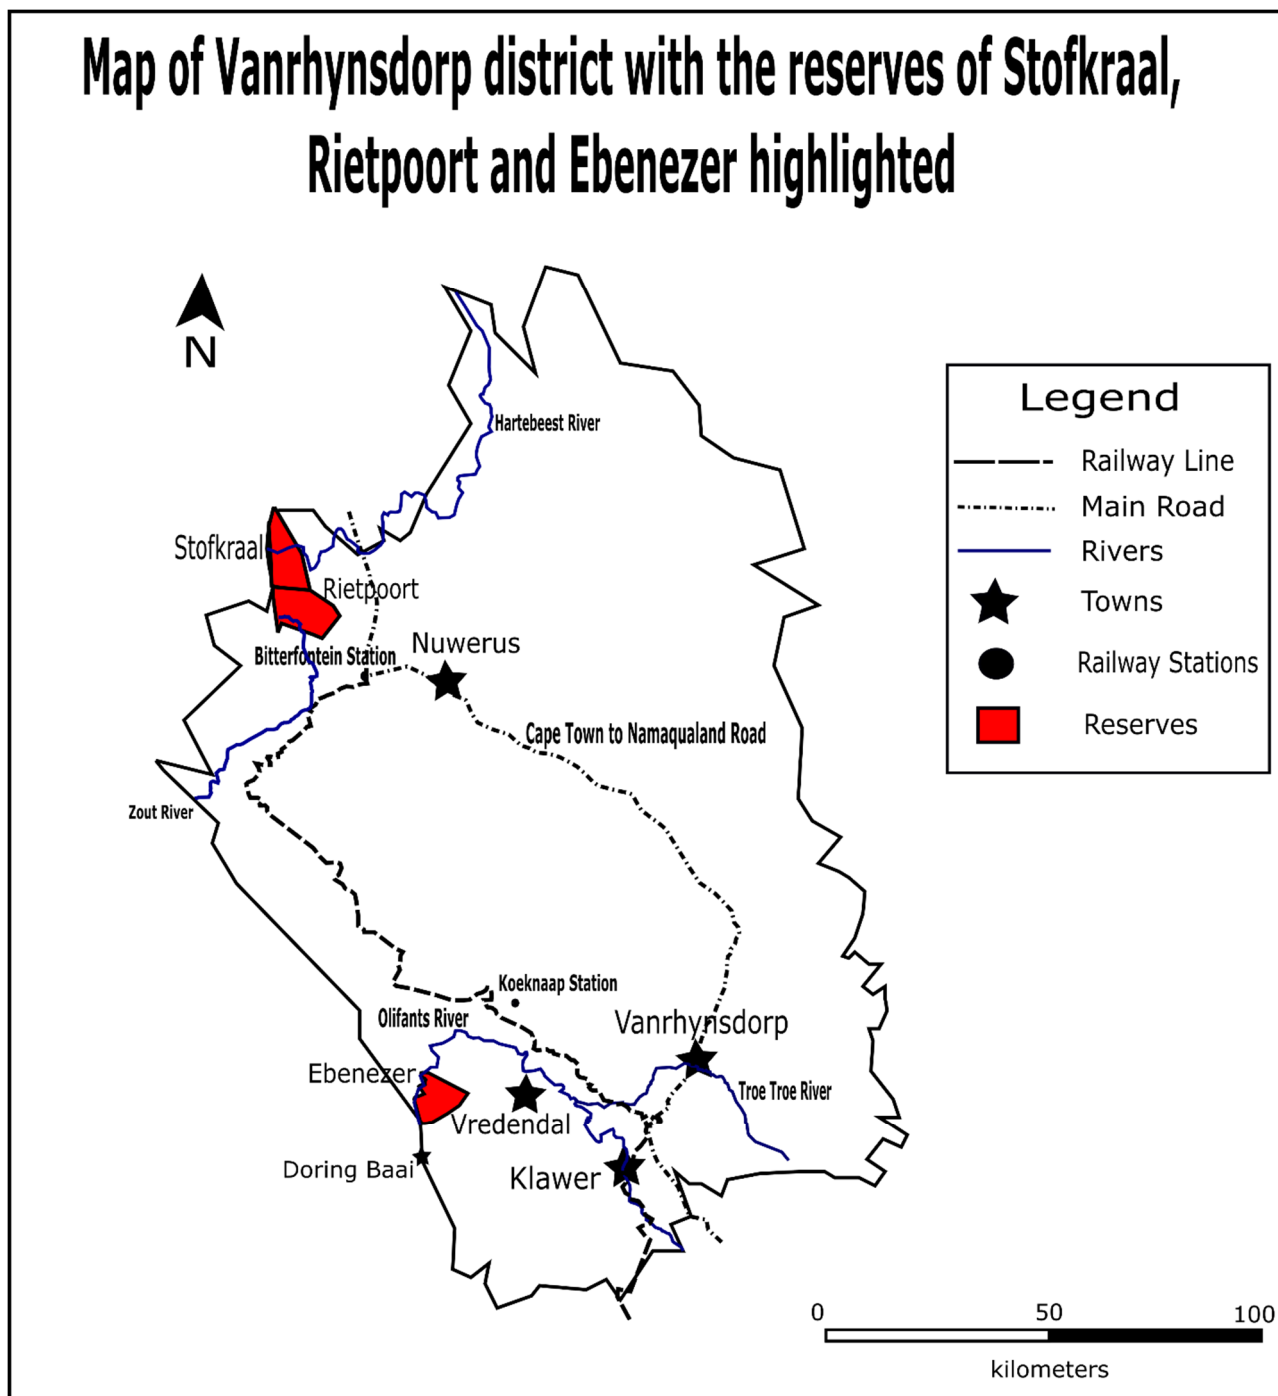 Map of Vanrhynsdorp district with the reserves of Stofkraal,
Rietpoort and Ebenezer highlighted
N
Hartebeest River
Stofkraal
Rietpoort
Bitterfontein Station
Nuwerus
Cape Town to Namaqualand Road
Zout River
Koeknaap Station
Olifants River
Vanrhynsdorp
Ebenezer
Troe Troe River
Vredendal
Doring Baai
Klawer
Legend
Railway Line
Main Road
Rivers
Towns
Railway Stations
Reserves
0 50 100
kilometers